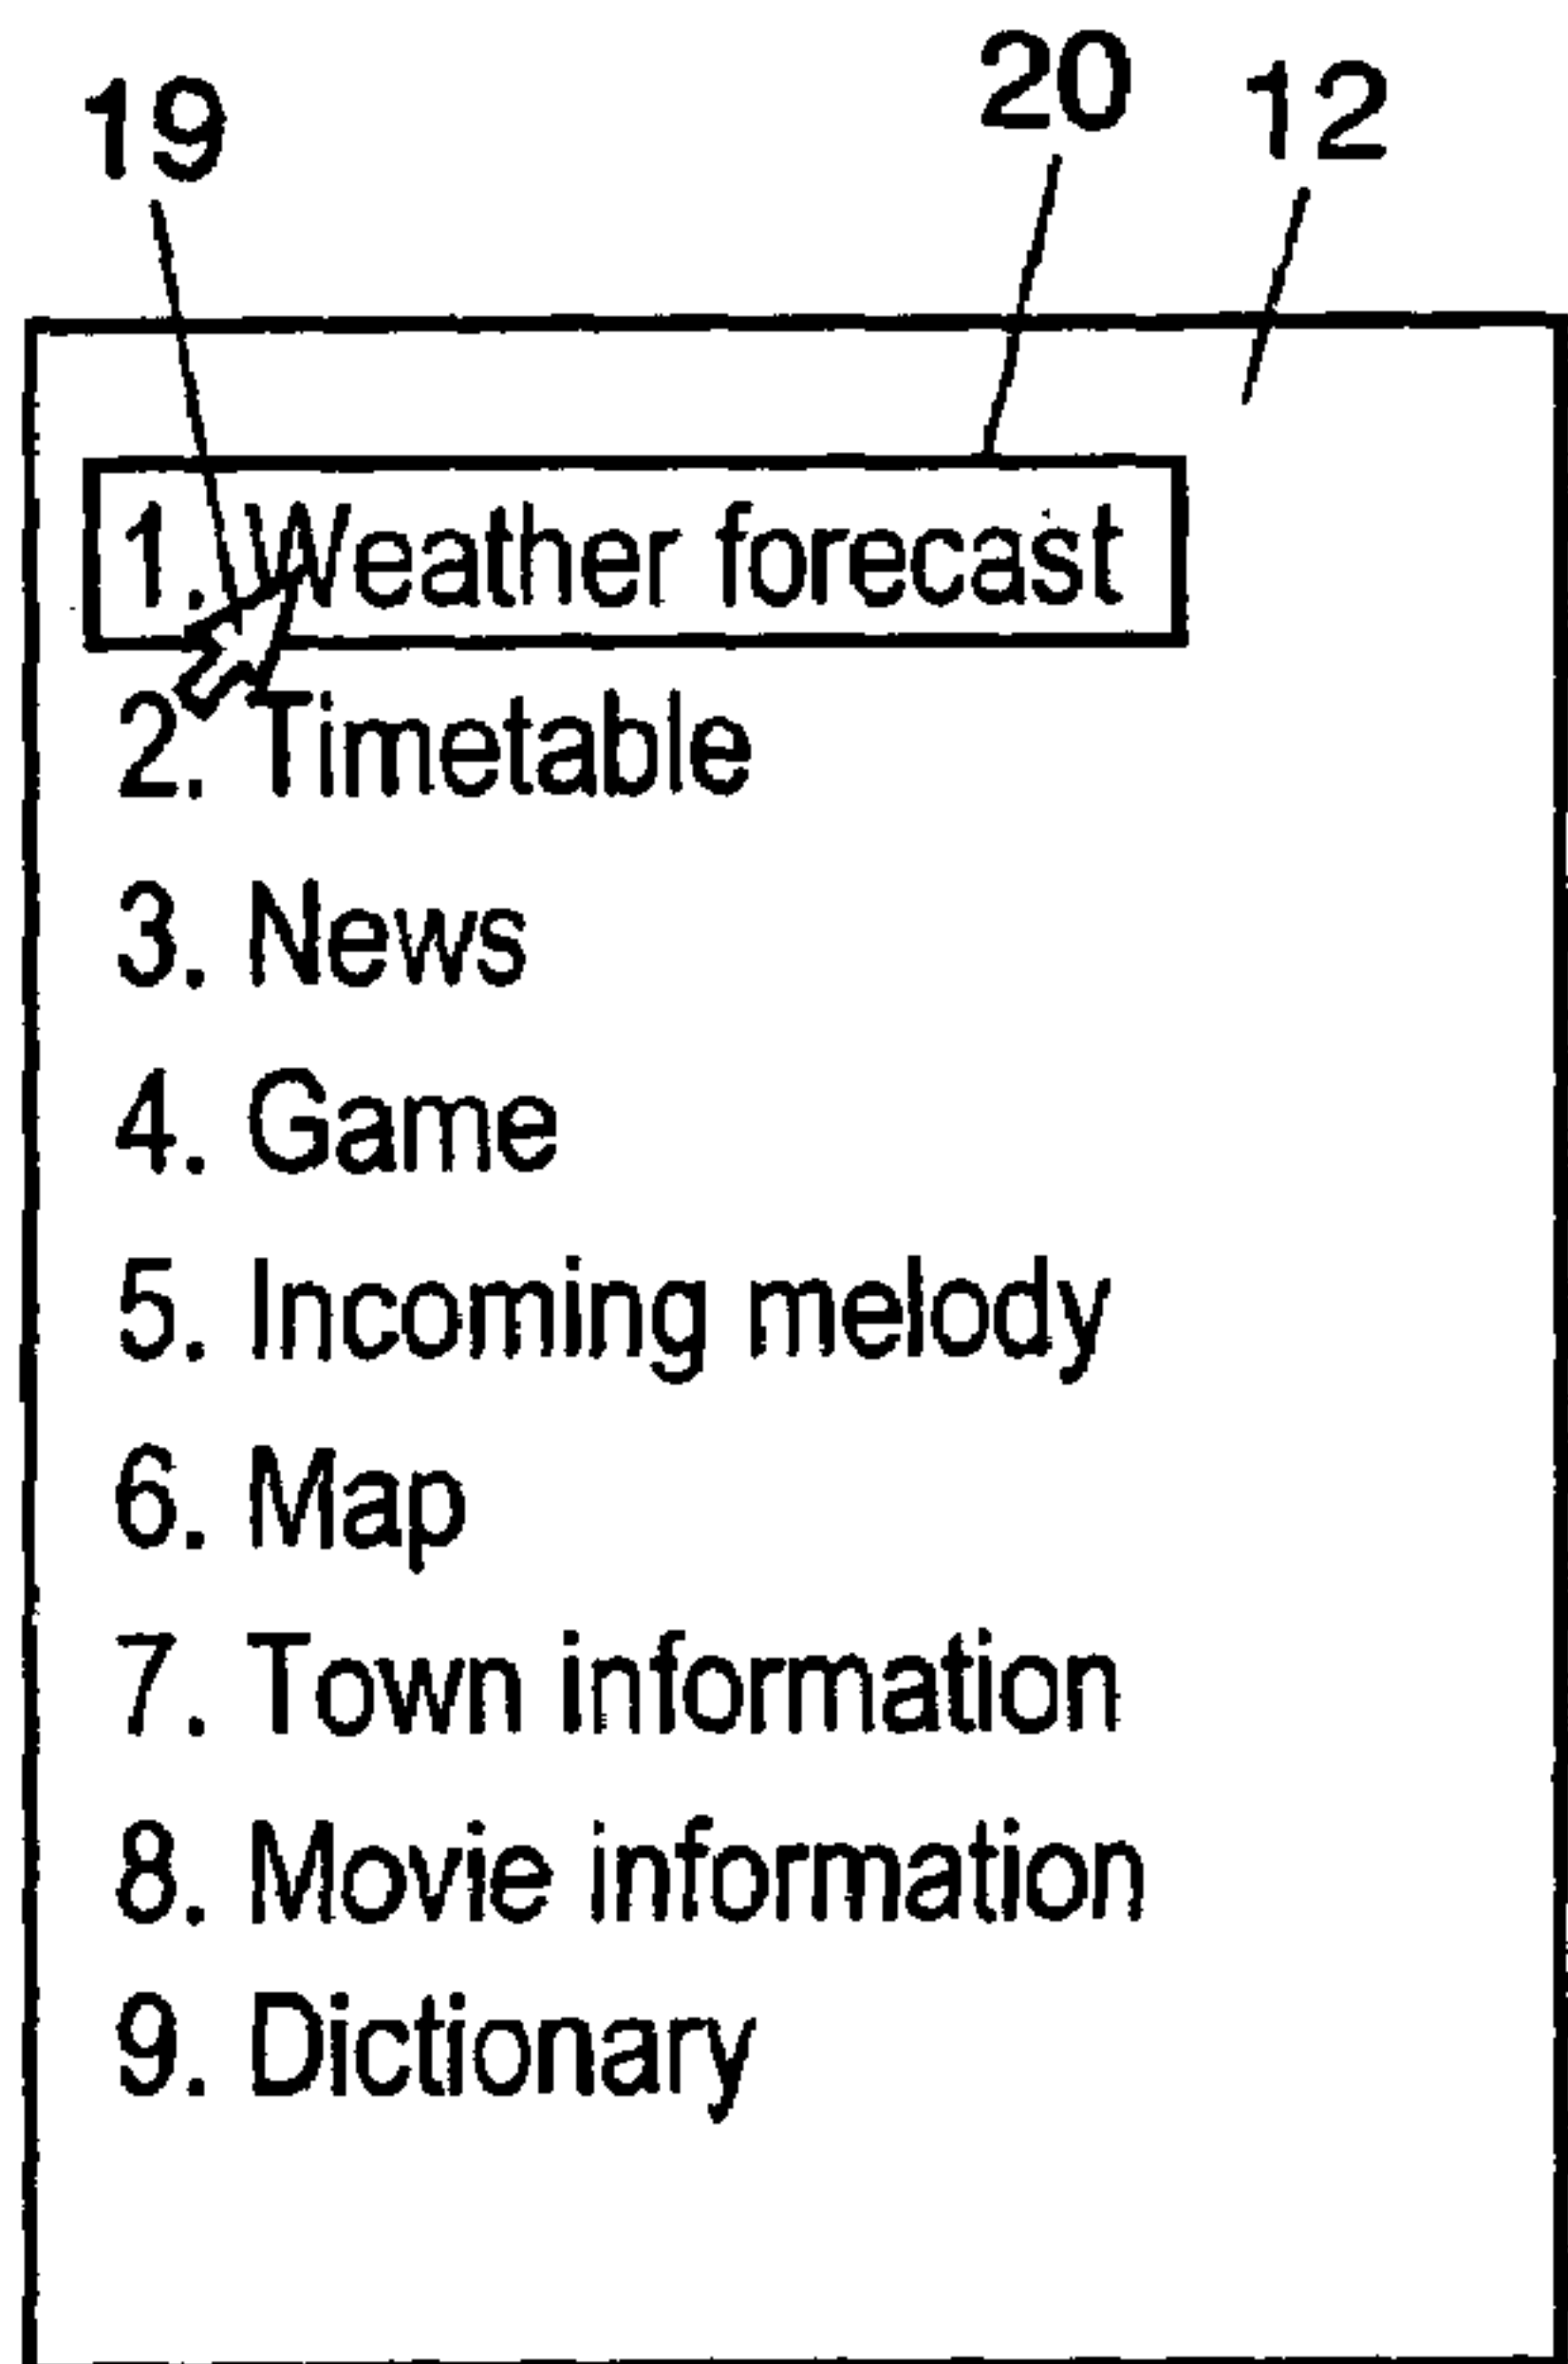 19 20 12
1. Weather forecast
2. Timetable
3. News
4. Game
5. Incoming melody
6. Map
7. Town information
8. Movie information
9. Dictionary